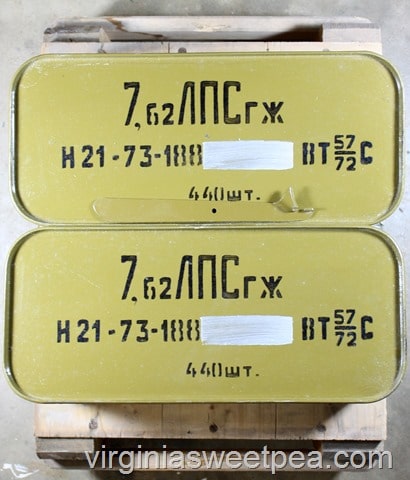 7,62ЛПСгж
Н21-73-188 ВТ 57/72 С
440шт.
7,62ЛПСгж
Н21-73-188 ВТ 57/72 С
440шт.
virginiasweetpea.com